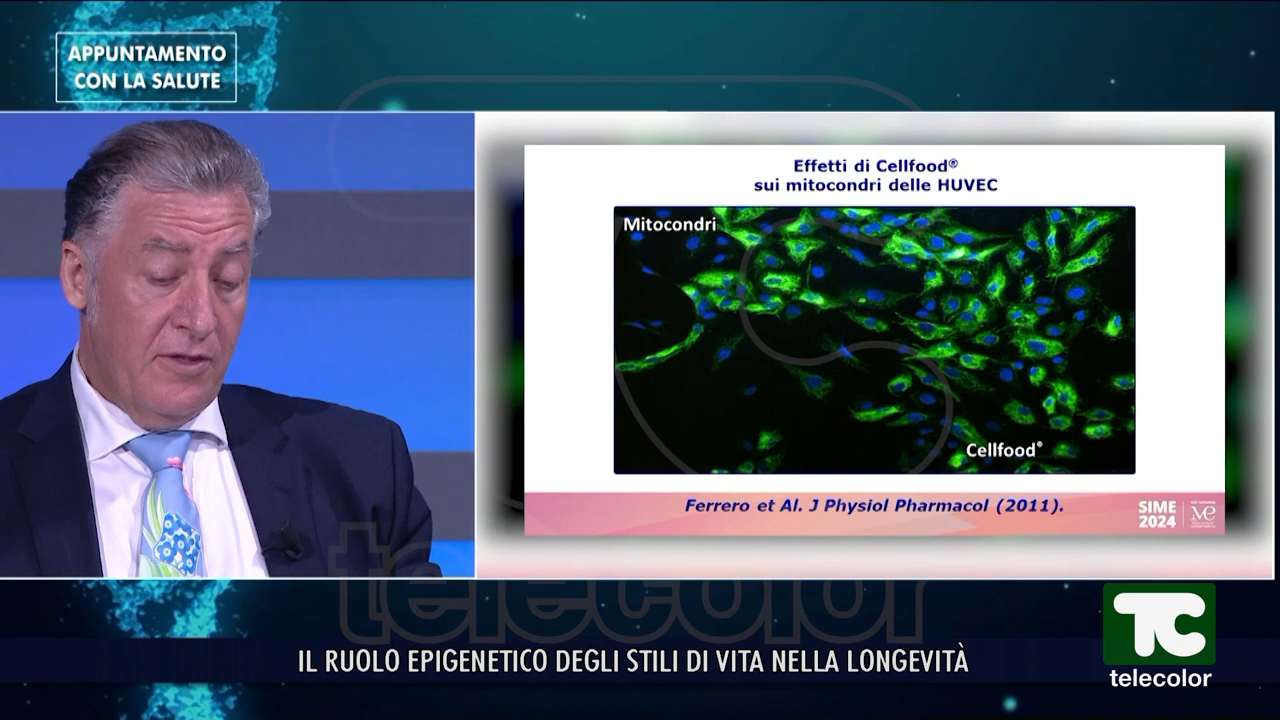 APPUNTAMENTO
CON LA SALUTE
Effetti di Cellfood®
sui mitocondri delle HUVEC
Mitocondri
Cellfood®
Ferrero et Al. J Physiol Pharmacol (2011).
SIME
2024
telecolor
IL RUOLO EPIGENETICO DEGLI STILI DI VITA NELLA LONGEVITÀ
TC
telecolor